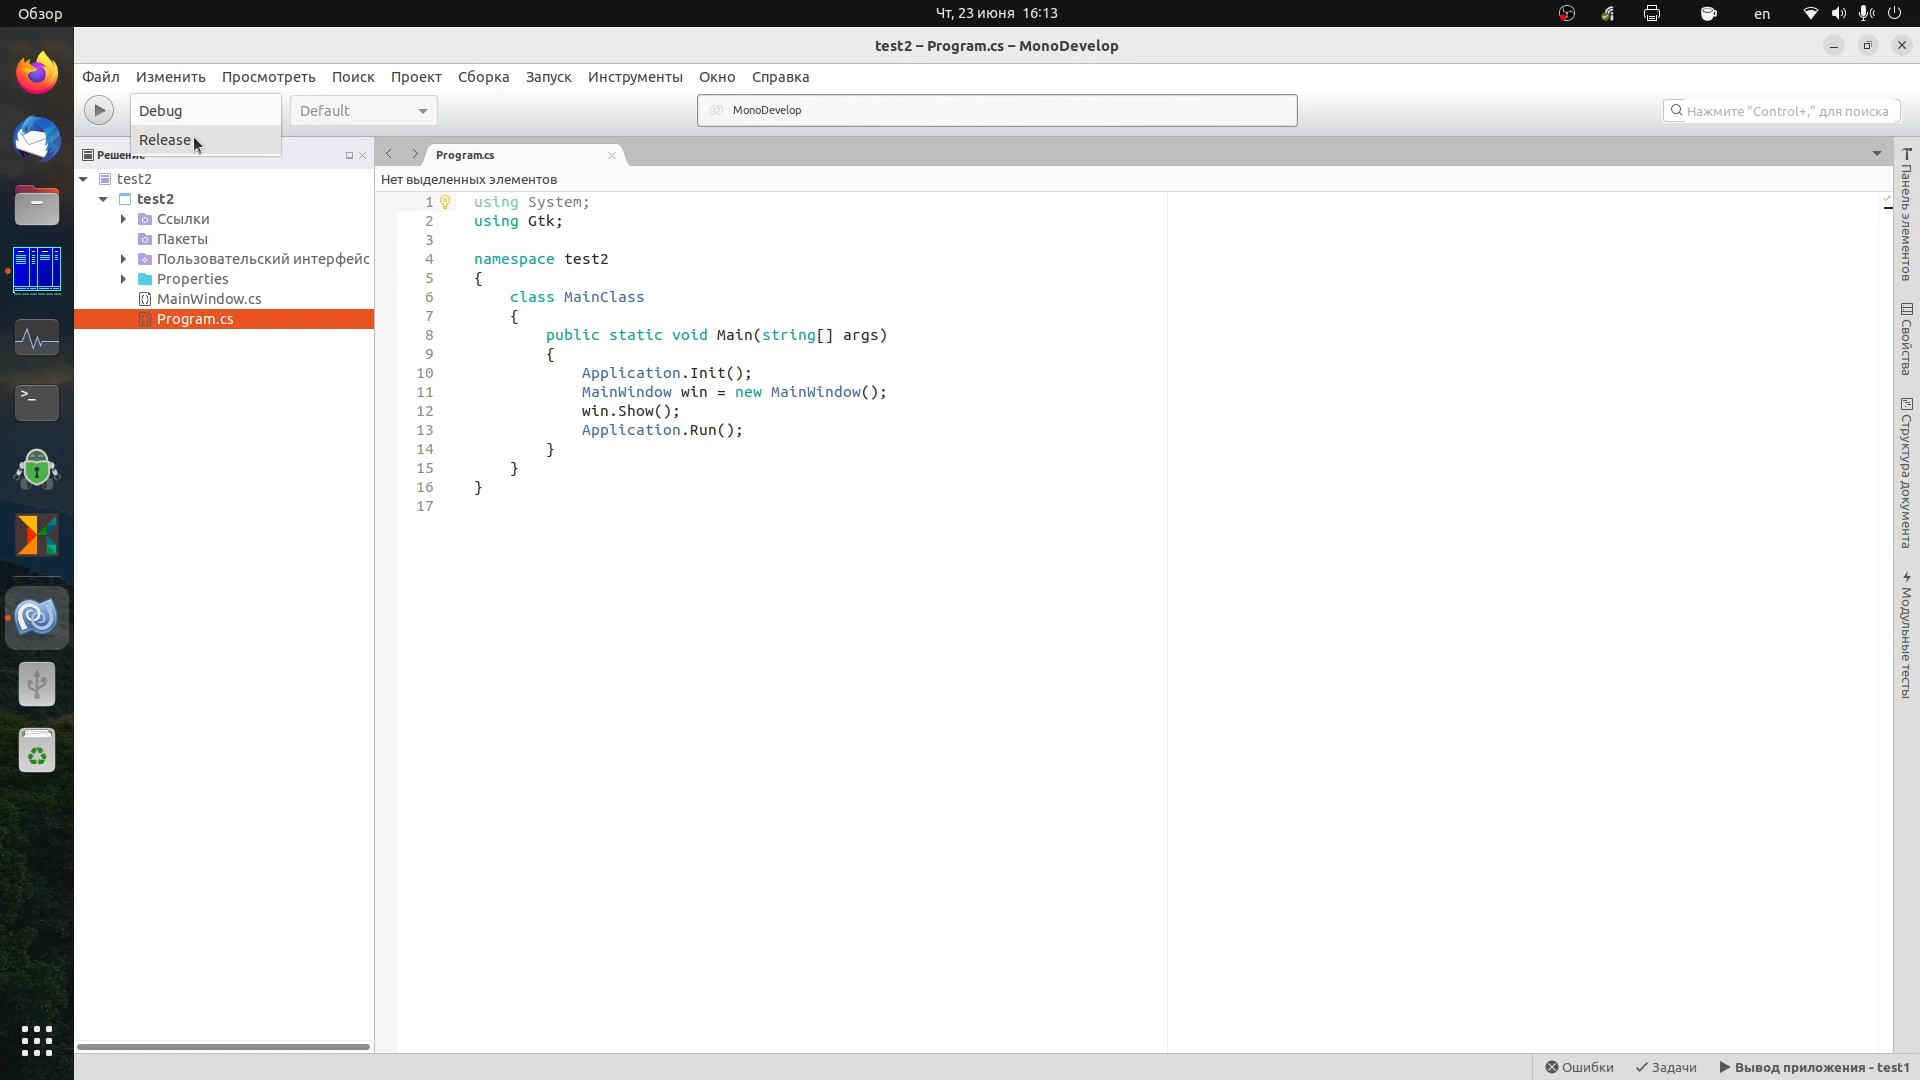 Обзор
Чт, 23 июня 16:13
en
test2 – Program.cs – MonoDevelop
Файл Изменить Просмотреть Поиск Проект Сборка Запуск Инструменты Окно Справка
Debug
Default
MonoDevelop
Нажмите "Control+," для поиска
Release
Решение
Program.cs
Нет выделенных элементов
test2
test2
Ссылки
Пакеты
Пользовательский интерфейс
Properties
MainWindow.cs
Program.cs
1 using System;
2 using Gtk;
3
4 namespace test2
5 {
6 class MainClass
7 {
8 public static void Main(string[] args)
9 {
10 Application.Init();
11 MainWindow win = new MainWindow();
12 win.Show();
13 Application.Run();
14 }
15 }
16 }
17
Панель элементов
Свойства
Структура документа
Модульные тесты
Ошибки Задачи Вывод приложения - test1